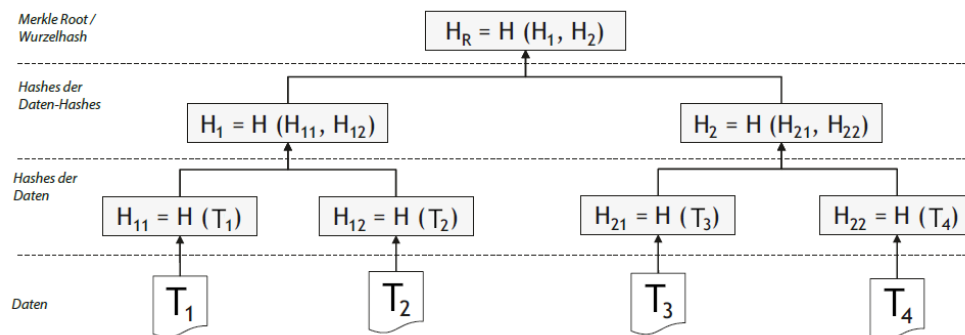 Merkle Root /
Wurzelhash
H_R = H (H_1, H_2)
Hashes der
Daten-Hashes
H_1 = H (H_11, H_12)
H_2 = H (H_21, H_22)
Hashes der
Daten
H_11 = H (T_1)
H_12 = H (T_2)
H_21 = H (T_3)
H_22 = H (T_4)
Daten
T_1
T_2
T_3
T_4